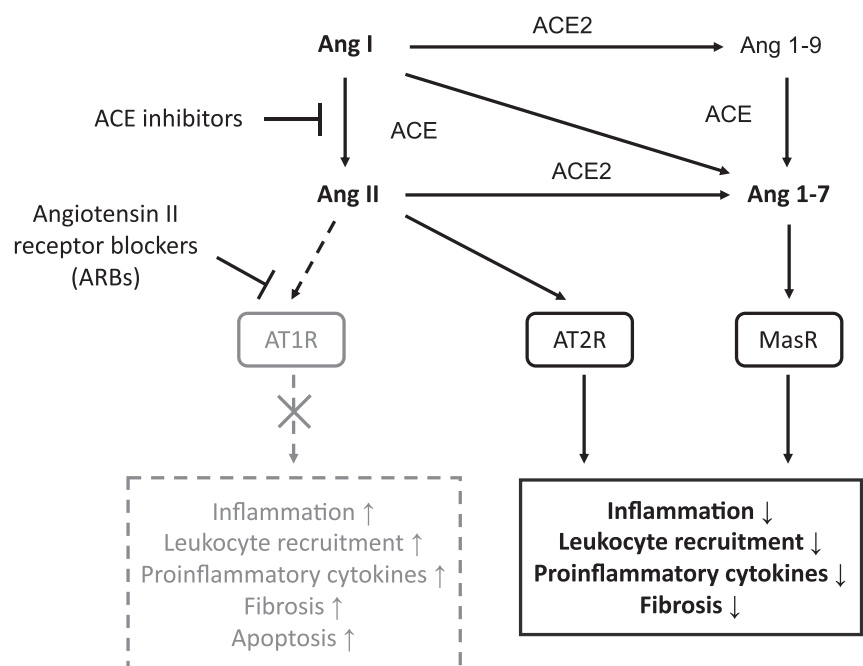 Ang I
ACE2
Ang 1-9
ACE inhibitors
ACE
ACE
Ang II
ACE2
Ang 1-7
Angiotensin II
receptor blockers
(ARBs)
AT1R
AT2R
MasR
Inflammation ↑
Leukocyte recruitment ↑
Proinflammatory cytokines ↑
Fibrosis ↑
Apoptosis ↑
Inflammation ↓
Leukocyte recruitment ↓
Proinflammatory cytokines ↓
Fibrosis ↓